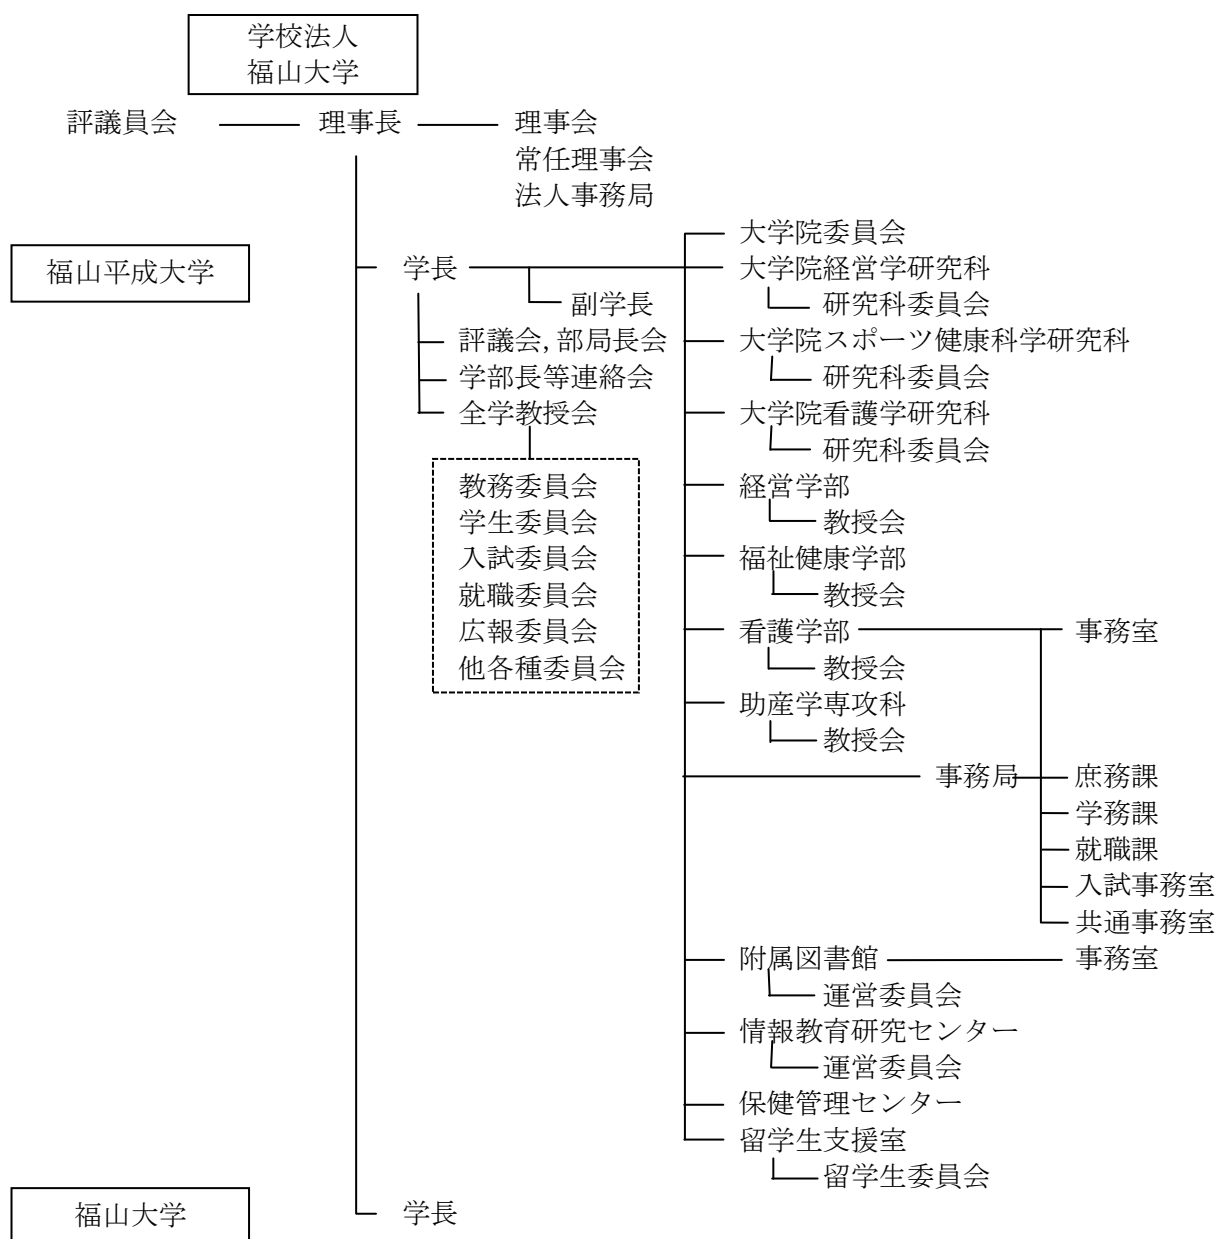 学校法人
福山大学
評議員会 理事長 理事会
常任理事会
法人事務局
大学院委員会
福山平成大学 学長 大学院経営学研究科
副学長 研究科委員会
評議会, 部局長会 大学院スポーツ健康科学研究科
学部長等連絡会 研究科委員会
全学教授会 大学院看護学研究科
研究科委員会
教務委員会 経営学部
学生委員会 教授会
入試委員会 福祉健康学部
就職委員会 教授会
広報委員会 看護学部 事務室
他各種委員会 教授会
助産学専攻科
教授会
事務局 庶務課
学務課
就職課
入試事務室
共通事務室
附属図書館 事務室
運営委員会
情報教育研究センター
運営委員会
保健管理センター
留学生支援室
留学生委員会
福山大学 学長